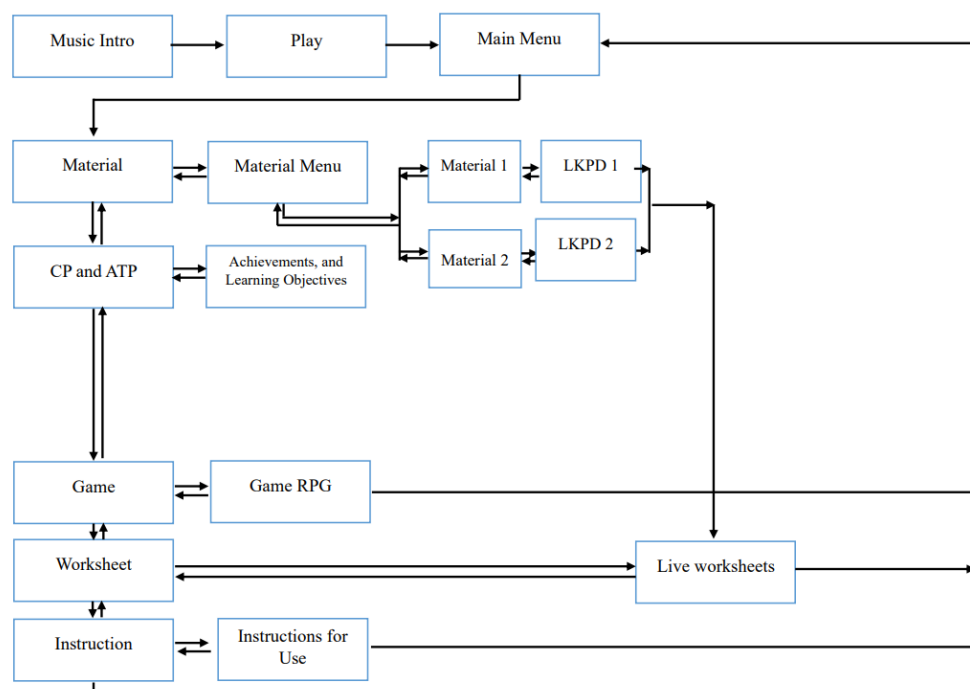 Music Intro
Play
Main Menu
Material
Material Menu
Material 1
LKPD 1
Material 2
LKPD 2
CP and ATP
Achievements, and
Learning Objectives
Game
Game RPG
Worksheet
Live worksheets
Instruction
Instructions for
Use